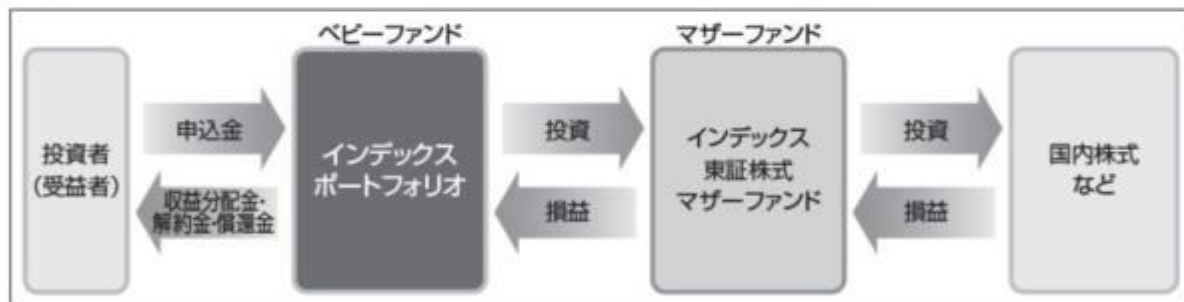 ベビーファンド
マザーファンド
投資者
(受益者)
申込金
収益分配金・
解約金・償還金
インデックス
ポートフォリオ
投資
損益
インデックス
東証株式
マザーファンド
投資
損益
国内株式
など